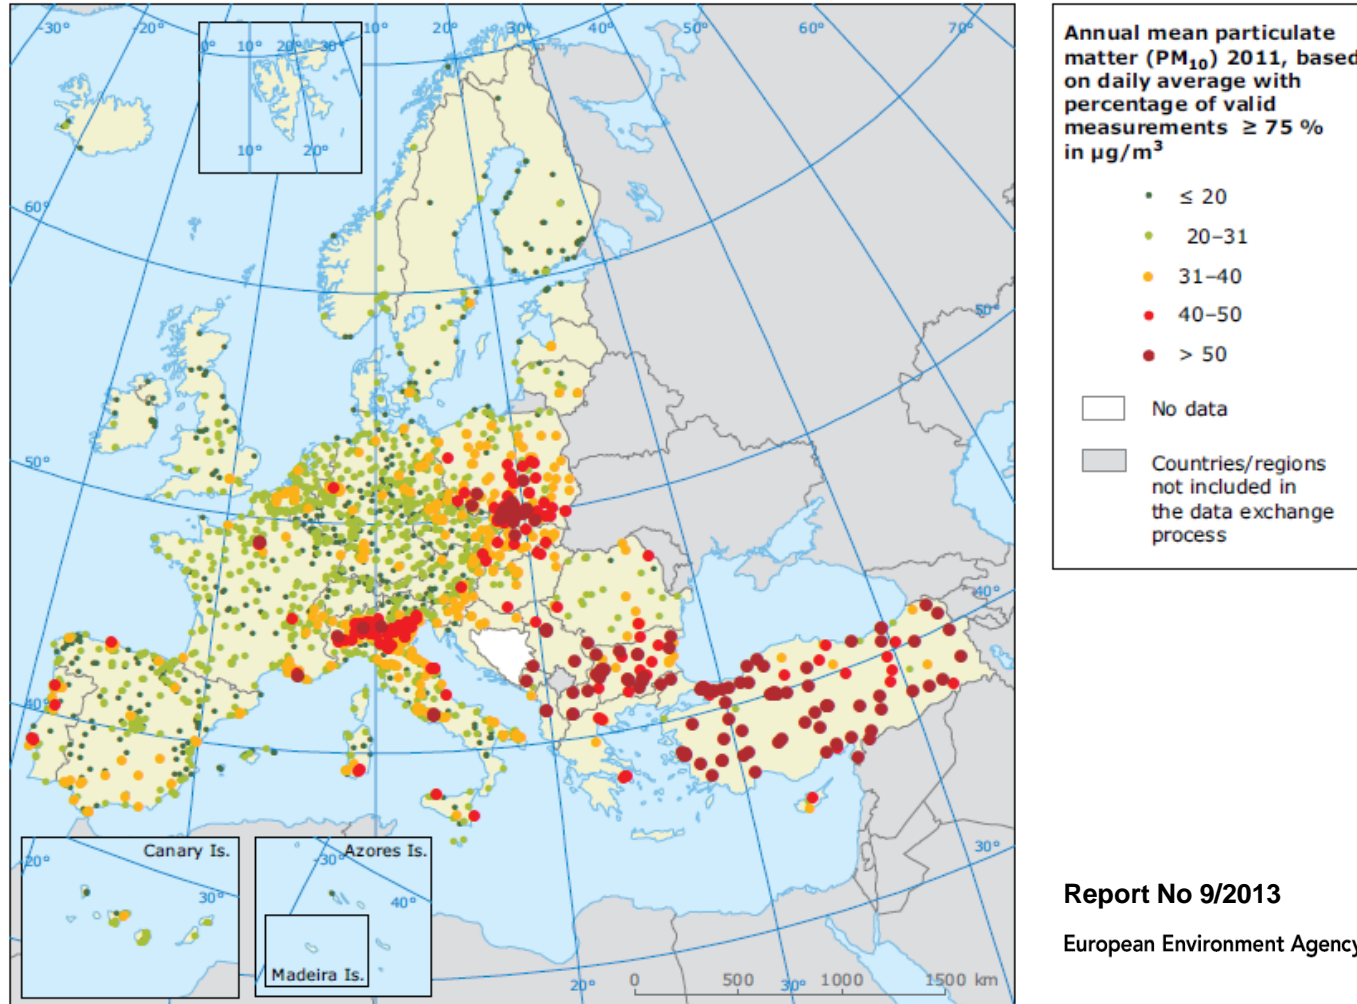 -30°
-20°
0°
10°
20°
30°
10°
20°
30°
40°
50°
60°
70°
10°
20°
60°
50°
50°
40°
40°
30°
Canary Is.
20°
30°
Azores Is.
-30°
40°
Madeira Is.
20°
30°
0 500 1000 1500 km
Annual mean particulate
matter (PM10) 2011, based
on daily average with
percentage of valid
measurements ≥ 75 %
in µg/m³
≤ 20
20–31
31–40
40–50
> 50
No data
Countries/regions
not included in
the data exchange
process
Report No 9/2013
European Environment Agency